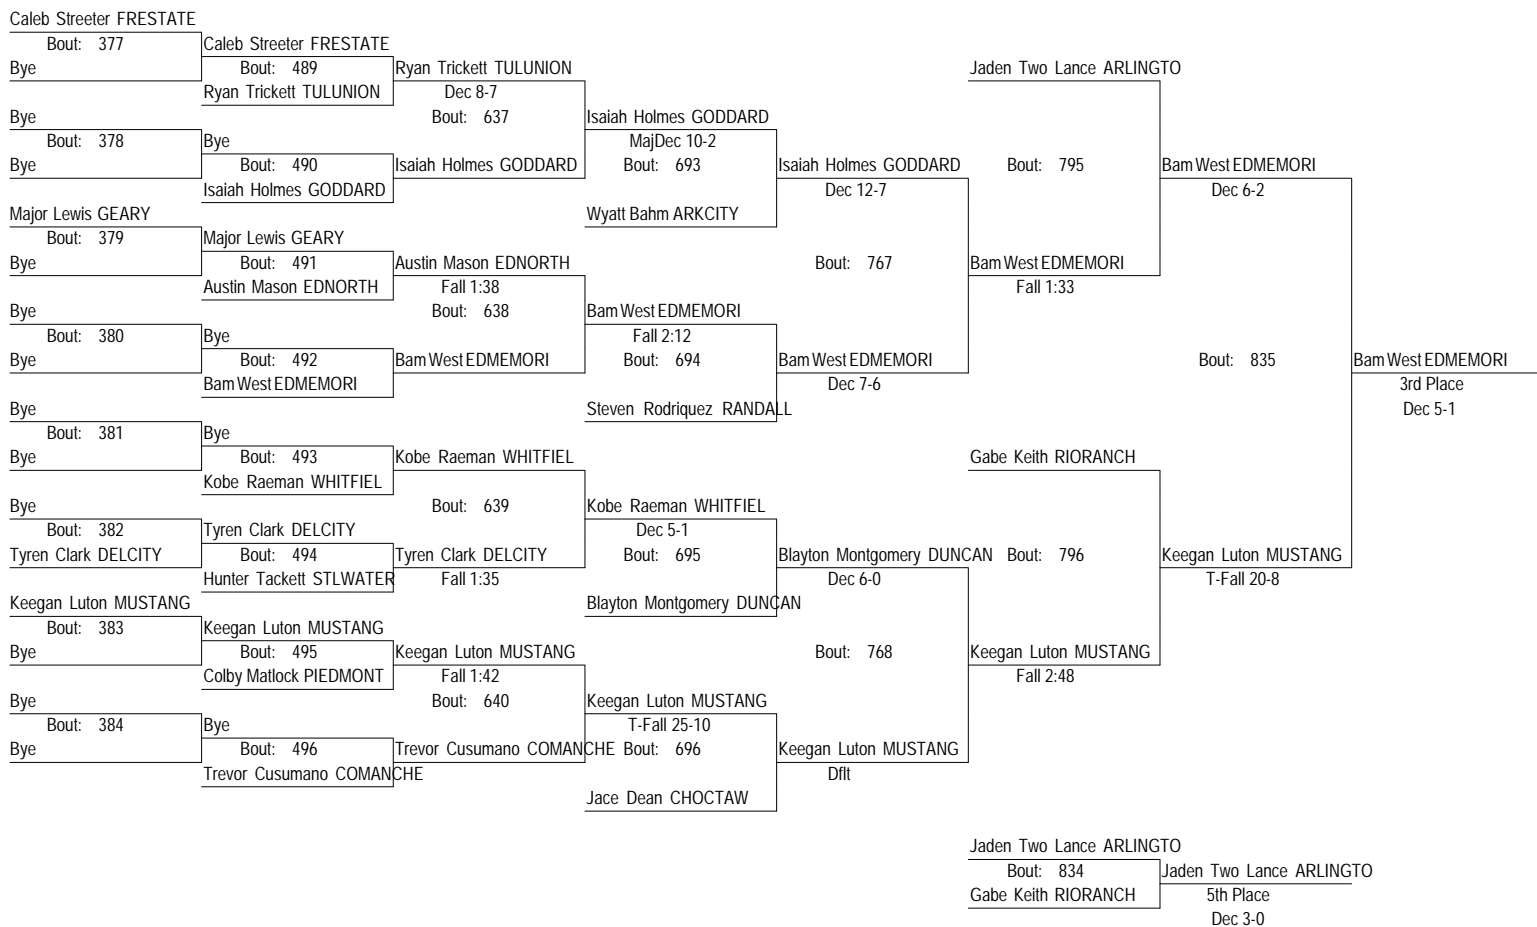 Caleb Streeter FRESTATE
Bout: 377
Caleb Streeter FRESTATE
Bye
Bout: 489
Ryan Trickett TULUNION
Jaden Two Lance ARLINGTO
Ryan Trickett TULUNION
Dec 8-7
Bye
Bout: 637
Isaiah Holmes GODDARD
Bout: 378
Bye
MajDec 10-2
Bye
Bout: 490
Isaiah Holmes GODDARD
Bout: 693
Isaiah Holmes GODDARD
Bout: 795
Bam West EDMEMORI
Isaiah Holmes GODDARD
Dec 12-7
Dec 6-2
Major Lewis GEARY
Wyatt Bahm ARKCITY
Bout: 379
Major Lewis GEARY
Bye
Bout: 491
Austin Mason EDNORTH
Bout: 767
Bam West EDMEMORI
Austin Mason EDNORTH
Fall 1:38
Fall 1:33
Bye
Bout: 638
Bam West EDMEMORI
Bout: 380
Bye
Fall 2:12
Bye
Bout: 492
Bam West EDMEMORI
Bout: 694
Bam West EDMEMORI
Bout: 835
Bam West EDMEMORI
Bam West EDMEMORI
Dec 7-6
3rd Place
Bye
Steven Rodriquez RANDALL
Dec 5-1
Bout: 381
Bye
Bye
Bout: 493
Kobe Raeman WHITFIEL
Gabe Keith RIORANCH
Kobe Raeman WHITFIEL
Bye
Bout: 639
Kobe Raeman WHITFIEL
Bout: 382
Tyren Clark DELCITY
Dec 5-1
Tyren Clark DELCITY
Bout: 494
Tyren Clark DELCITY
Bout: 695
Blayton Montgomery DUNCAN
Bout: 796
Keegan Luton MUSTANG
Hunter Tackett STLWATER
Fall 1:35
Dec 6-0
T-Fall 20-8
Keegan Luton MUSTANG
Blayton Montgomery DUNCAN
Bout: 383
Keegan Luton MUSTANG
Bye
Bout: 495
Keegan Luton MUSTANG
Bout: 768
Keegan Luton MUSTANG
Colby Matlock PIEDMONT
Fall 1:42
Fall 2:48
Bye
Bout: 640
Keegan Luton MUSTANG
Bout: 384
Bye
T-Fall 25-10
Bye
Bout: 496
Trevor Cusumano COMANCHE
Bout: 696
Keegan Luton MUSTANG
Trevor Cusumano COMANCHE
Dflt
Jace Dean CHOCTAW
Jaden Two Lance ARLINGTO
Bout: 834
Jaden Two Lance ARLINGTO
Gabe Keith RIORANCH
5th Place
Dec 3-0